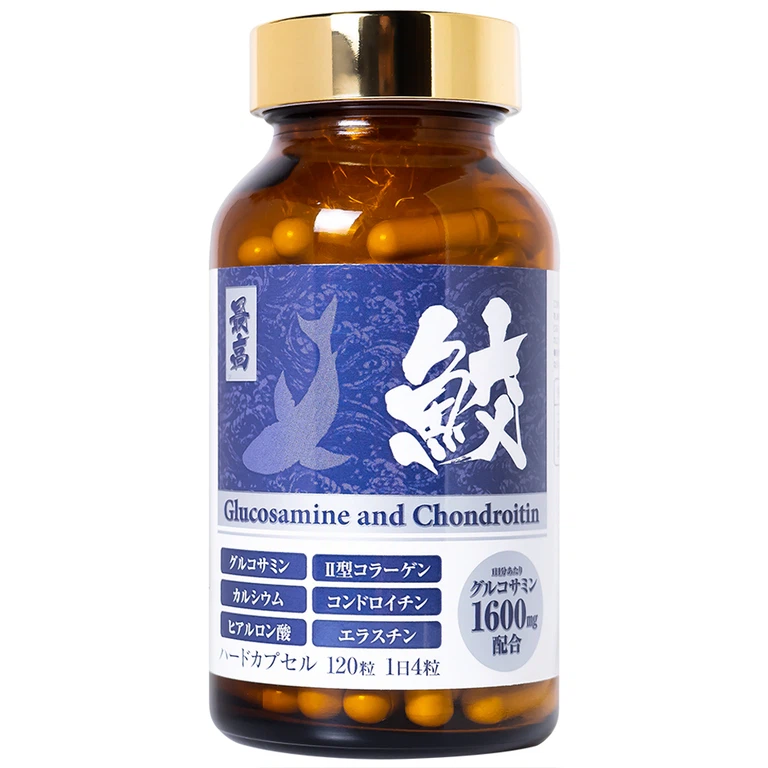 最高
鮫
Glucosamine and Chondroitin
グルコサミン
II型コラーゲン
カルシウム
コンドロイチン
ヒアルロン酸
エラスチン
1日分あたり
グルコサミン
1600mg
配合
ハードカプセル 120粒 1日4粒